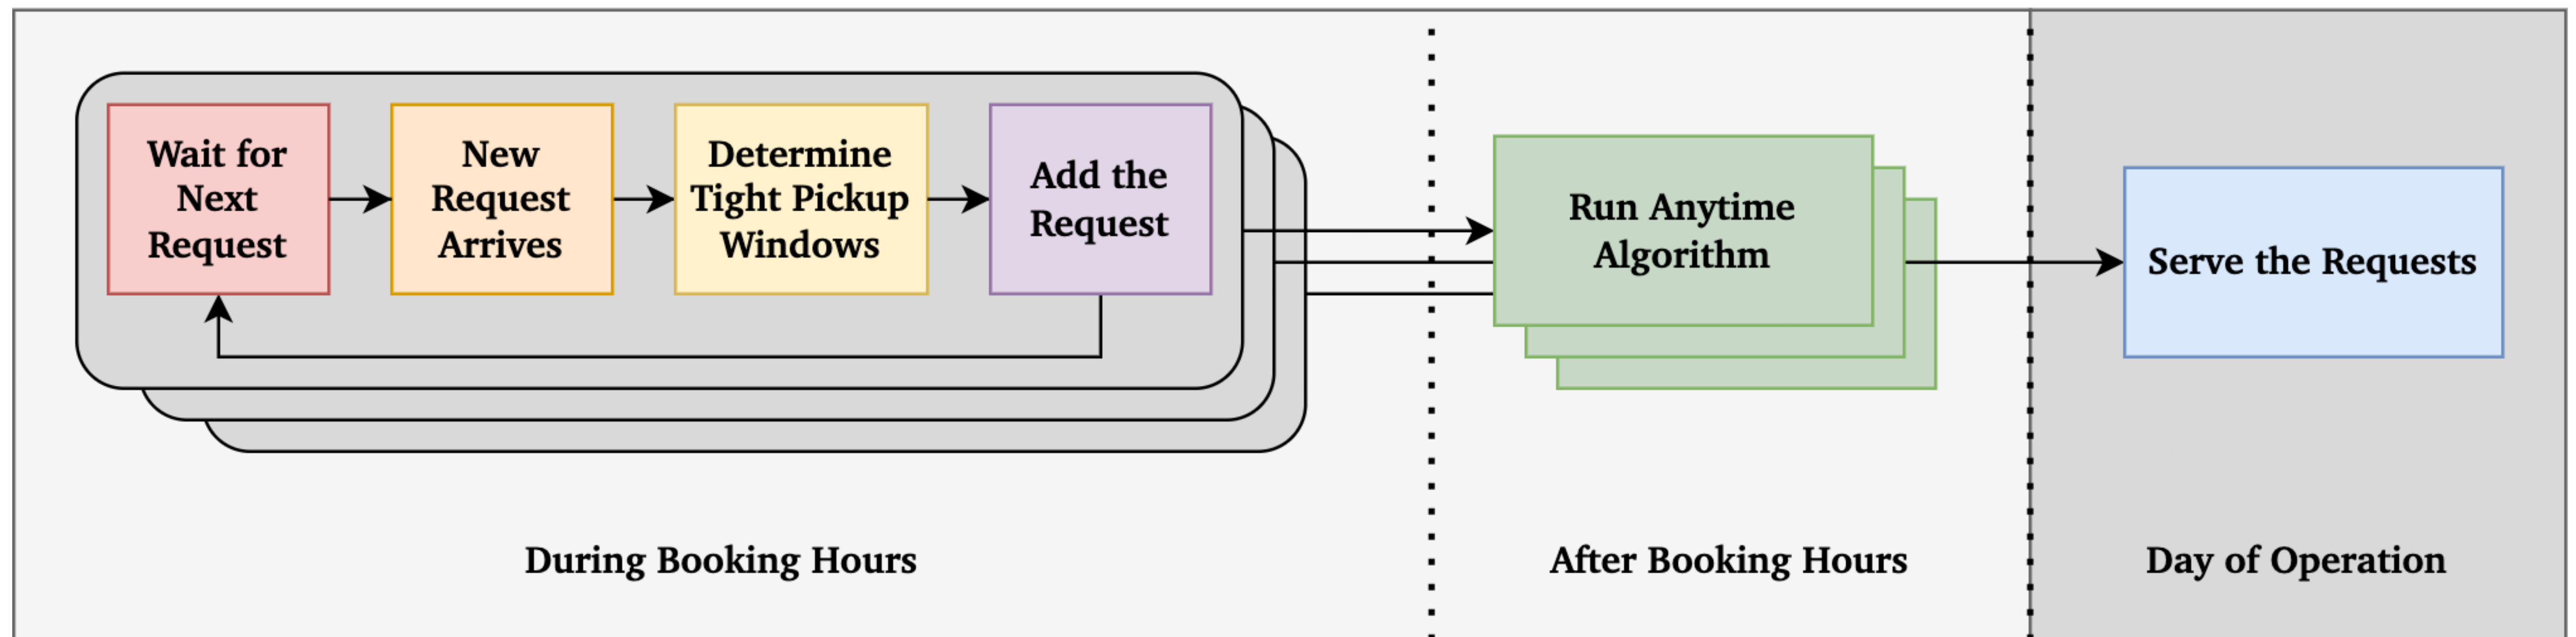 Wait for
Next
Request
New
Request
Arrives
Determine
Tight Pickup
Windows
Add the
Request
Run Anytime
Algorithm
Serve the Requests
During Booking Hours
After Booking Hours
Day of Operation